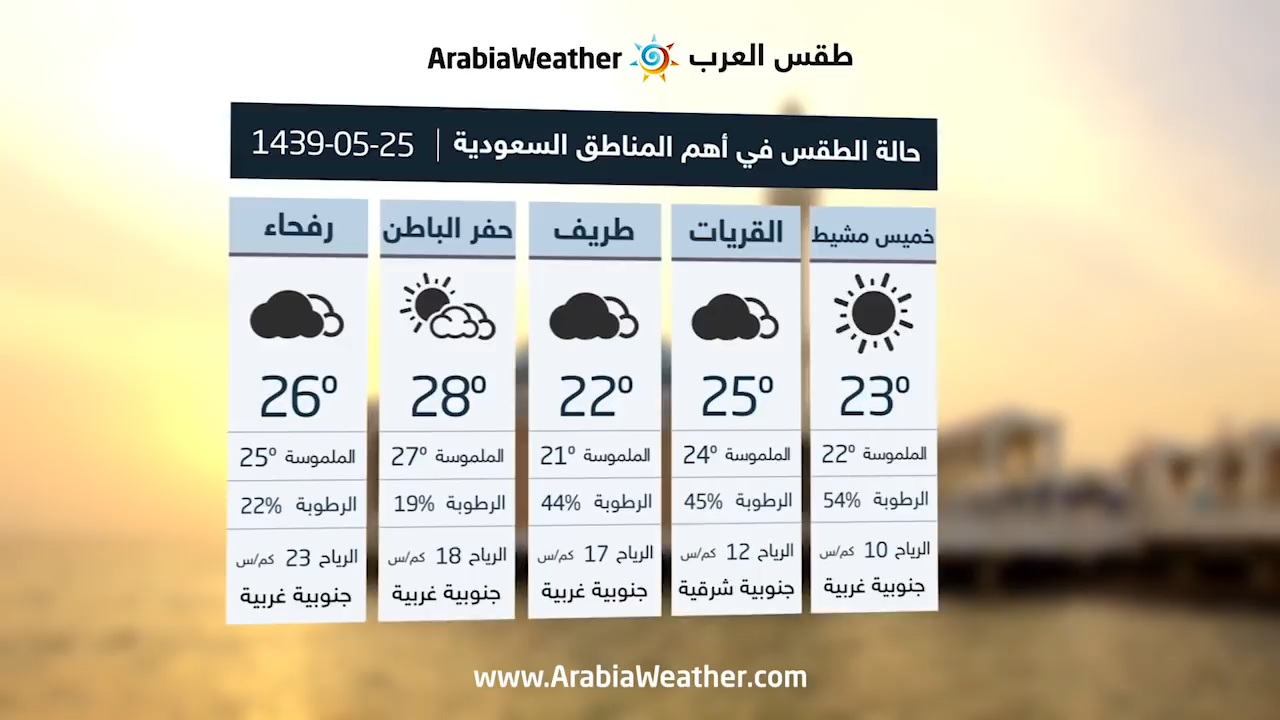 ArabiaWeather طقس العرب
حالة الطقس في أهم المناطق السعودية | 25-05-1439
خميس مشيط
23°
الملموسة 22°
الرطوبة 54%
الرياح 10 كم/س
جنوبية غربية
القريات
25°
الملموسة 24°
الرطوبة 45%
الرياح 12 كم/س
جنوبية شرقية
طريف
22°
الملموسة 21°
الرطوبة 44%
الرياح 17 كم/س
جنوبية غربية
حفر الباطن
28°
الملموسة 27°
الرطوبة 19%
الرياح 18 كم/س
جنوبية غربية
رفحاء
26°
الملموسة 25°
الرطوبة 22%
الرياح 23 كم/س
جنوبية غربية
www.ArabiaWeather.com